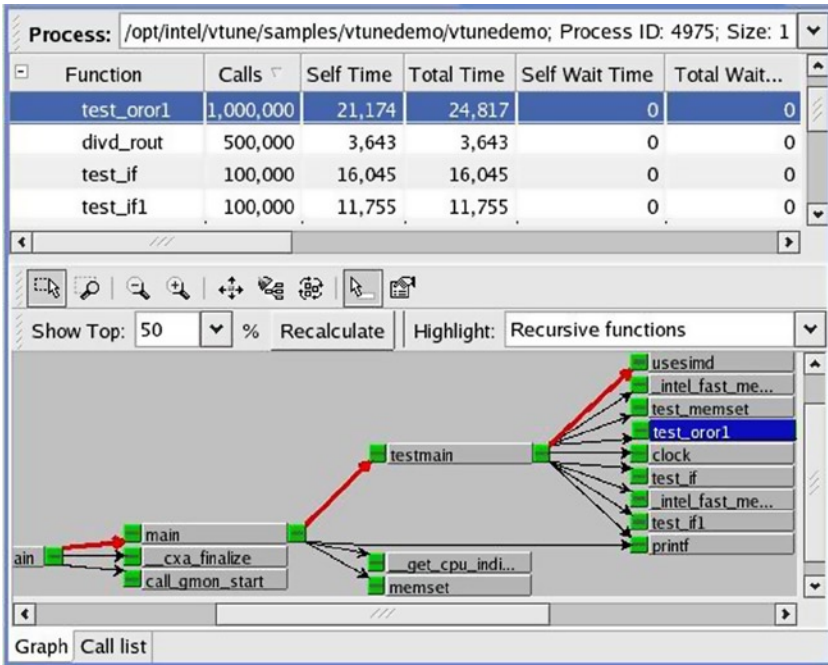 Process: /opt/intel/vtune/samples/vtunedemo/vtunedemo; Process ID: 4975; Size: 1
Function Calls Self Time Total Time Self Wait Time Total Wait...
test_oror1 1,000,000 21,174 24,817 0 0
divd_rout 500,000 3,643 3,643 0 0
test_if 100,000 16,045 16,045 0 0
test_if1 100,000 11,755 11,755 0 0
Show Top: 50 % Recalculate Highlight: Recursive functions
usesimd
_intel_fast_me...
test_memset
test_oror1
testmain clock
test_if
_intel_fast_me...
test_if1
main printf
ain __cxa_finalize __get_cpu_indi...
call_gmon_start memset
Graph Call list